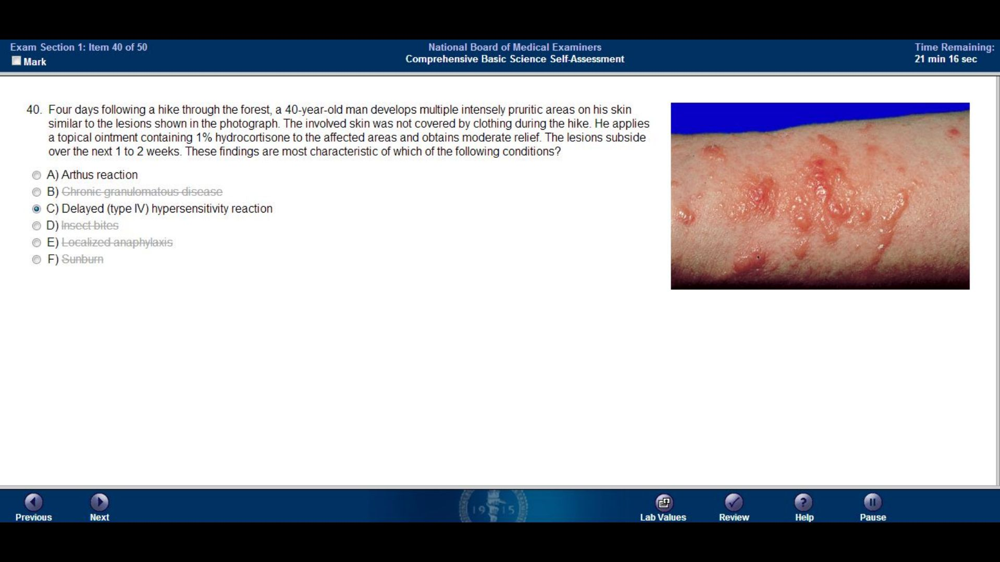 Exam Section 1: Item 40 of 50
Mark
National Board of Medical Examiners
Comprehensive Basic Science Self-Assessment
Time Remaining:
21 min 16 sec
40. Four days following a hike through the forest, a 40-year-old man develops multiple intensely pruritic areas on his skin
similar to the lesions shown in the photograph. The involved skin was not covered by clothing during the hike. He applies
a topical ointment containing 1% hydrocortisone to the affected areas and obtains moderate relief. The lesions subside
over the next 1 to 2 weeks. These findings are most characteristic of which of the following conditions?
A) Arthus reaction
B) Chronic granulomatous disease
C) Delayed (type IV) hypersensitivity reaction
D) Insect bites
E) Localized anaphylaxis
F) Sunburn
Previous
Next
1915
Lab Values
Review
Help
Pause